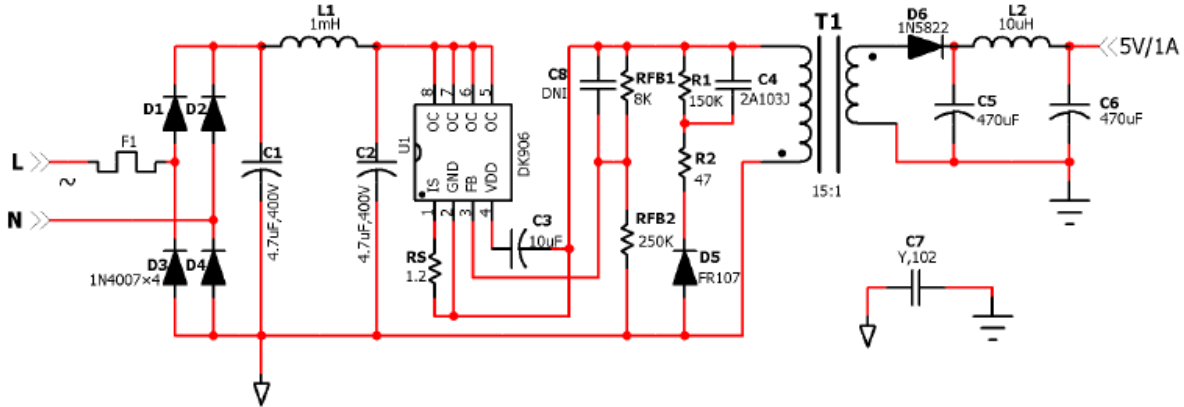 L1
1mH
T1
D6
1N5822
L2
10uH
5V/1A
D1
D2
C8
DNI
RFB1
8K
R1
150K
C4
2A103J
8
7
6
5
OC
OC
OC
OC
U1
DK906
IS
GND
FB
VDD
1
2
3
4
F1
L
~
N
C1
4.7uF,400V
C2
4.7uF,400V
C5
470uF
C6
470uF
R2
47
15:1
C3
10uF
RFB2
250K
RS
1.2
D3
D4
1N4007×4
D5
FR107
C7
Y,102